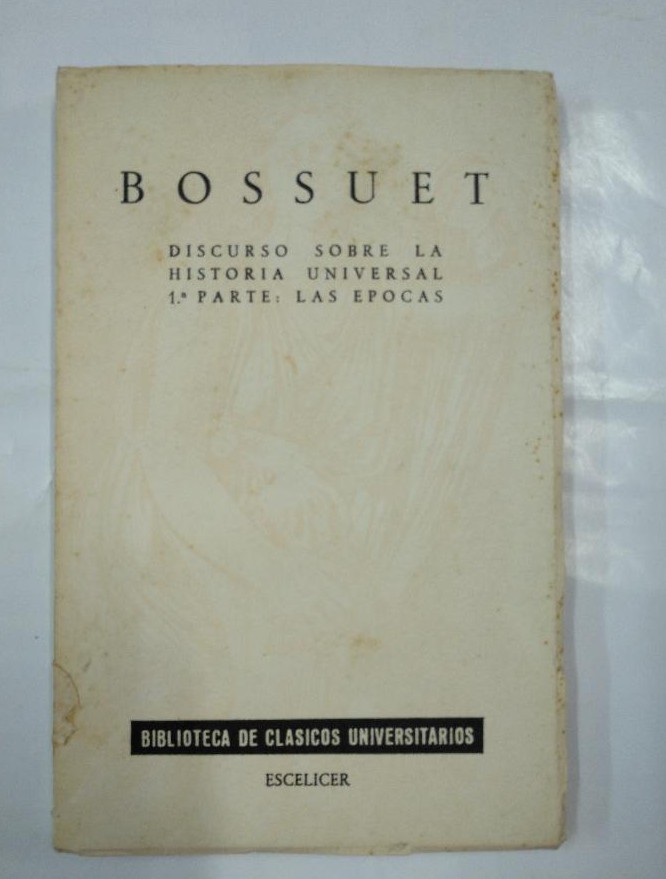 BOSSUET
DISCURSO SOBRE LA
HISTORIA UNIVERSAL
1.ª PARTE: LAS EPOCAS
BIBLIOTECA DE CLASICOS UNIVERSITARIOS
ESCELICER